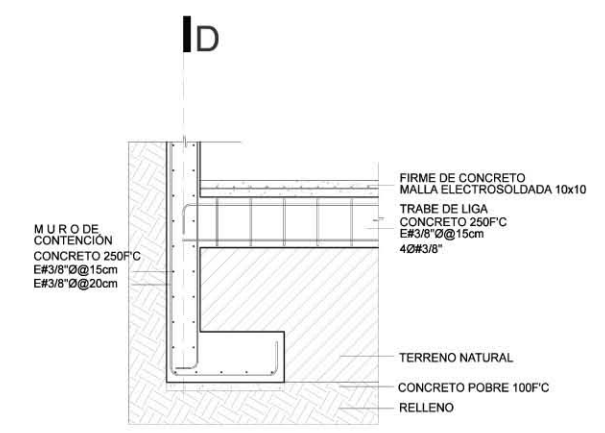 D
FIRME DE CONCRETO
MALLA ELECTROSOLDADA 10x10
TRABE DE LIGA
CONCRETO 250F'C
E#3/8"Ø@15cm
4Ø#3/8"
MURO DE
CONTENCIÓN
CONCRETO 250F'C
E#3/8"Ø@15cm
E#3/8"Ø@20cm
TERRENO NATURAL
CONCRETO POBRE 100F'C
RELLENO